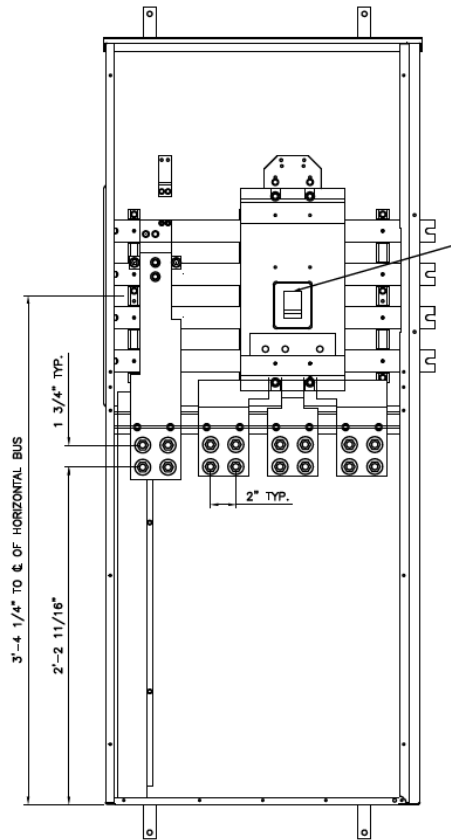 1 3/4" TYP.
2" TYP.
3'-4 1/4" TO ℄ OF HORIZONTAL BUS
2'-2 11/16"